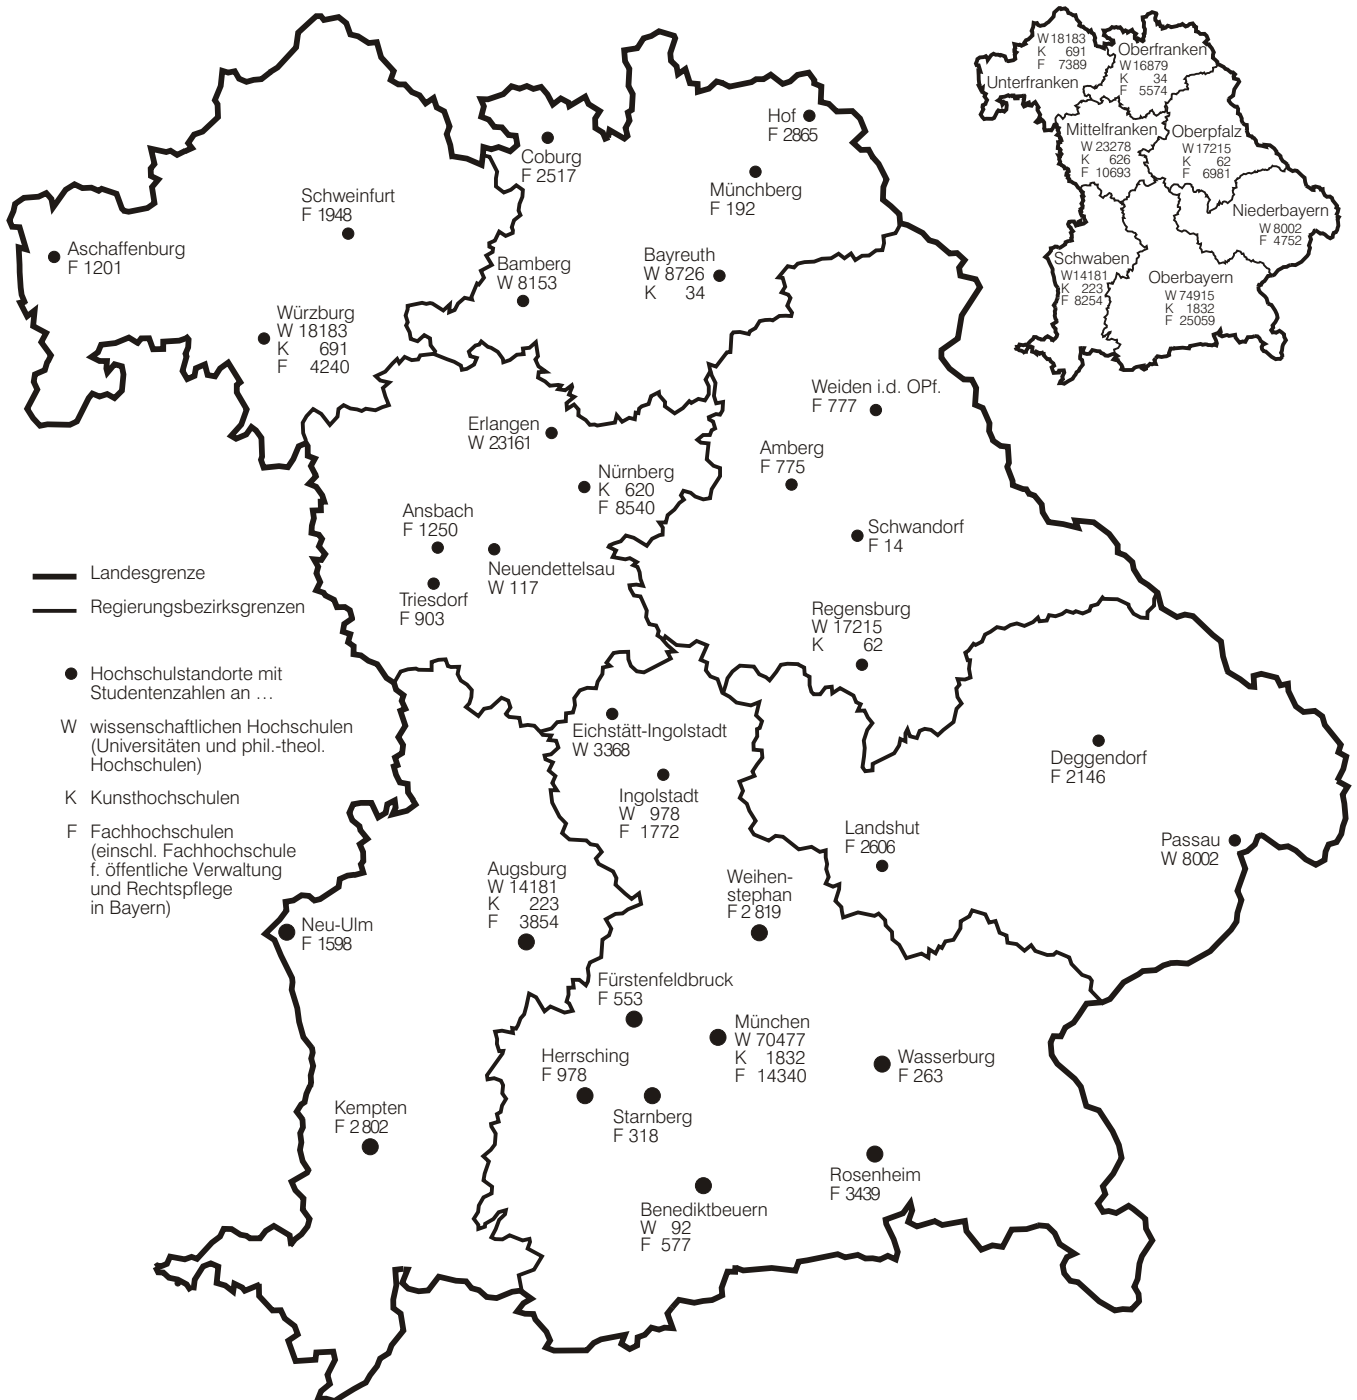 W 18183
K 691
F 7389
Unterfranken
Oberfranken
W 16879
K 34
F 5574
Mittelfranken
W 23278
K 626
F 10693
Oberpfalz
W 17215
K 62
F 6981
Niederbayern
W 8002
F 4752
Schwaben
W 14181
K 223
F 8254
Oberbayern
W 74915
K 1832
F 25059
Hof
F 2865
Coburg
F 2517
Münchberg
F 192
Schweinfurt
F 1948
Aschaffenburg
F 1201
Bamberg
W 8153
Bayreuth
W 8726
K 34
Würzburg
W 18183
K 691
F 4240
Weiden i.d. OPf.
F 777
Erlangen
W 23161
Amberg
F 775
Nürnberg
K 620
F 8540
Ansbach
F 1250
Schwandorf
F 14
Neuendettelsau
W 117
Triesdorf
F 903
Regensburg
W 17215
K 62
Landesgrenze
Regierungsbezirksgrenzen
Hochschulstandorte mit
Studentenzahlen an ...
W wissenschaftlichen Hochschulen
(Universitäten und phil.-theol.
Hochschulen)
K Kunsthochschulen
F Fachhochschulen
(einschl. Fachhochschule
f. öffentliche Verwaltung
und Rechtspflege
in Bayern)
Eichstätt-Ingolstadt
W 3368
Ingolstadt
W 978
F 1772
Deggendorf
F 2146
Landshut
F 2606
Passau
W 8002
Augsburg
W 14181
K 223
F 3854
Weihen-
stephan
F 2 819
Neu-Ulm
F 1598
Fürstenfeldbruck
F 553
München
W 70477
K 1832
F 14340
Herrsching
F 978
Wasserburg
F 263
Starnberg
F 318
Kempten
F 2 802
Rosenheim
F 3439
Benediktbeuern
W 92
F 577